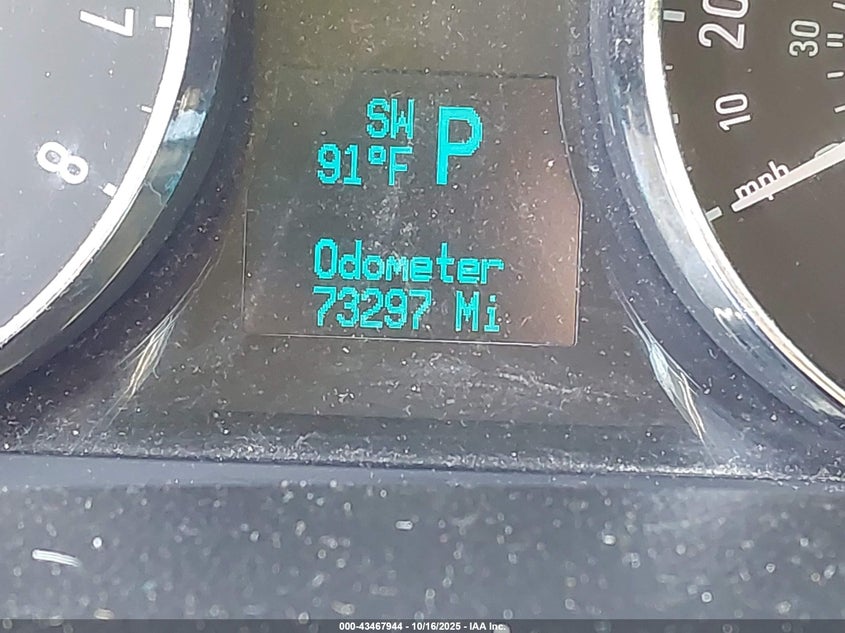 7
8
SW
91°F P
Odometer
73297 Mi
20
10
30
mph
000-43467944 - 10/16/2025 - IAA Inc.